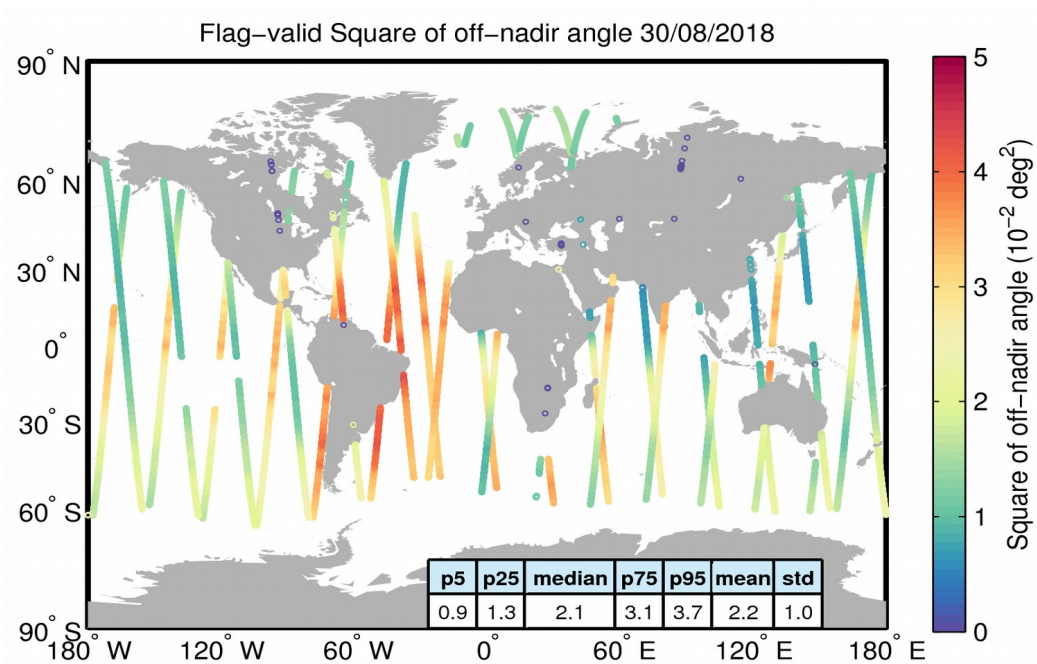 Flag−valid Square of off−nadir angle 30/08/2018
90° N
60° N
30° N
0°
30° S
60° S
90° S
180° W
120° W
60° W
0°
60° E
120° E
180° E
p5 p25 median p75 p95 mean std
0.9 1.3 2.1 3.1 3.7 2.2 1.0
5
4
3
2
1
0
Square of off−nadir angle (10⁻² deg²)